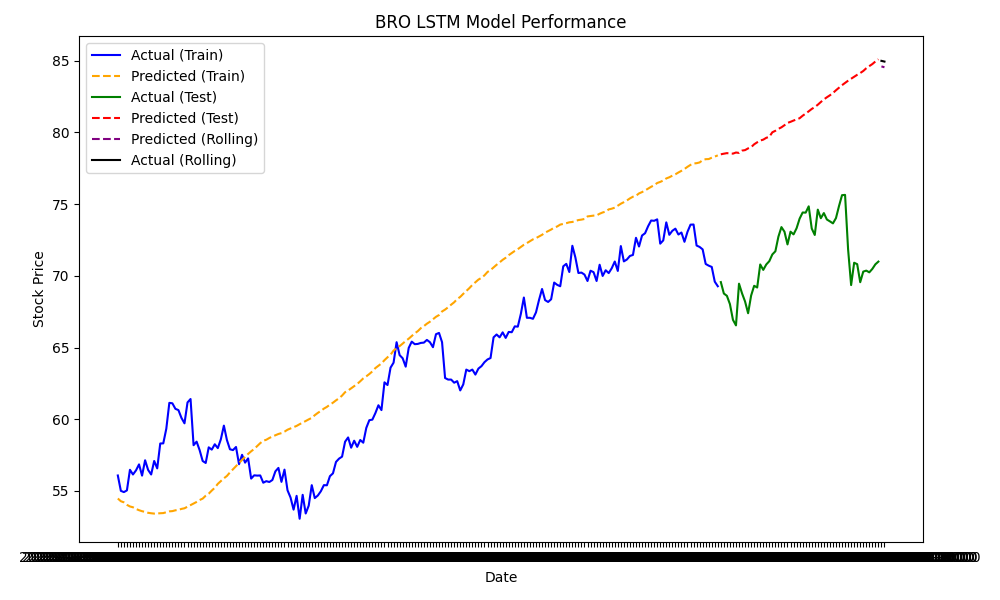 BRO LSTM Model Performance
Actual (Train)
Predicted (Train)
Actual (Test)
Predicted (Test)
Predicted (Rolling)
Actual (Rolling)
85
80
75
70
65
60
55
Stock Price
Date